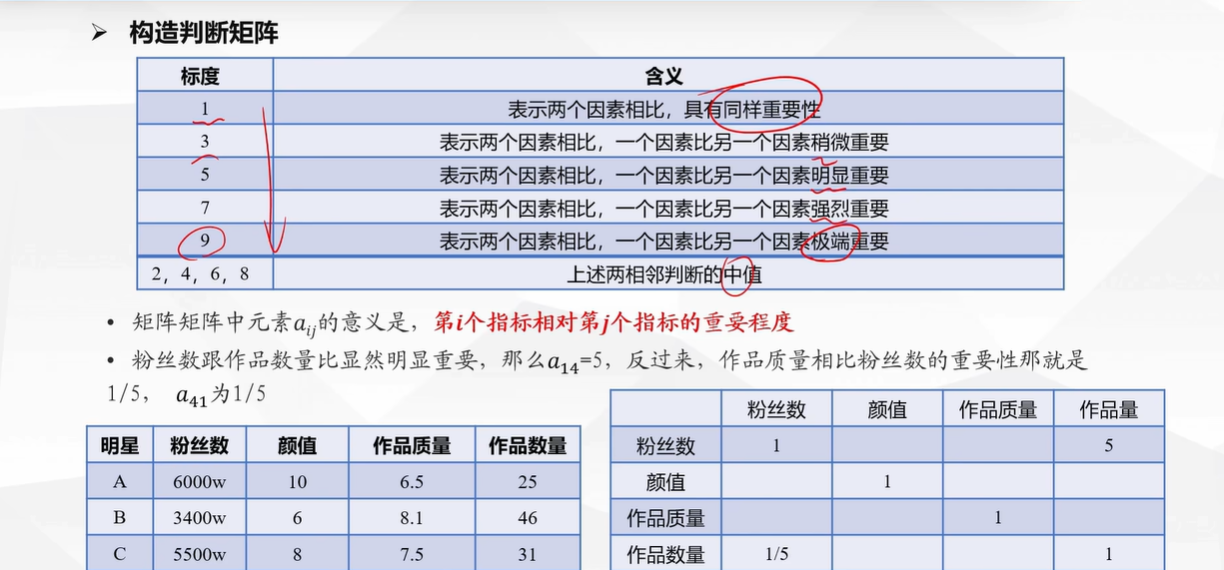 ➢ 构造判断矩阵
标度 含义
1 表示两个因素相比，具有同样重要性
3 表示两个因素相比，一个因素比另一个因素稍微重要
5 表示两个因素相比，一个因素比另一个因素明显重要
7 表示两个因素相比，一个因素比另一个因素强烈重要
9 表示两个因素相比，一个因素比另一个因素极端重要
2，4，6，8 上述两相邻判断的中值
• 矩阵矩阵中元素aij的意义是，第i个指标相对第j个指标的重要程度
• 粉丝数跟作品数量比显然明显重要，那么a14=5，反过来，作品质量相比粉丝数的重要性那就是
1/5， a41为1/5
明星 粉丝数 颜值 作品质量 作品数量
A 6000w 10 6.5 25
B 3400w 6 8.1 46
C 5500w 8 7.5 31
粉丝数 颜值 作品质量 作品量
粉丝数 1 5
颜值 1
作品质量 1
作品数量 1/5 1